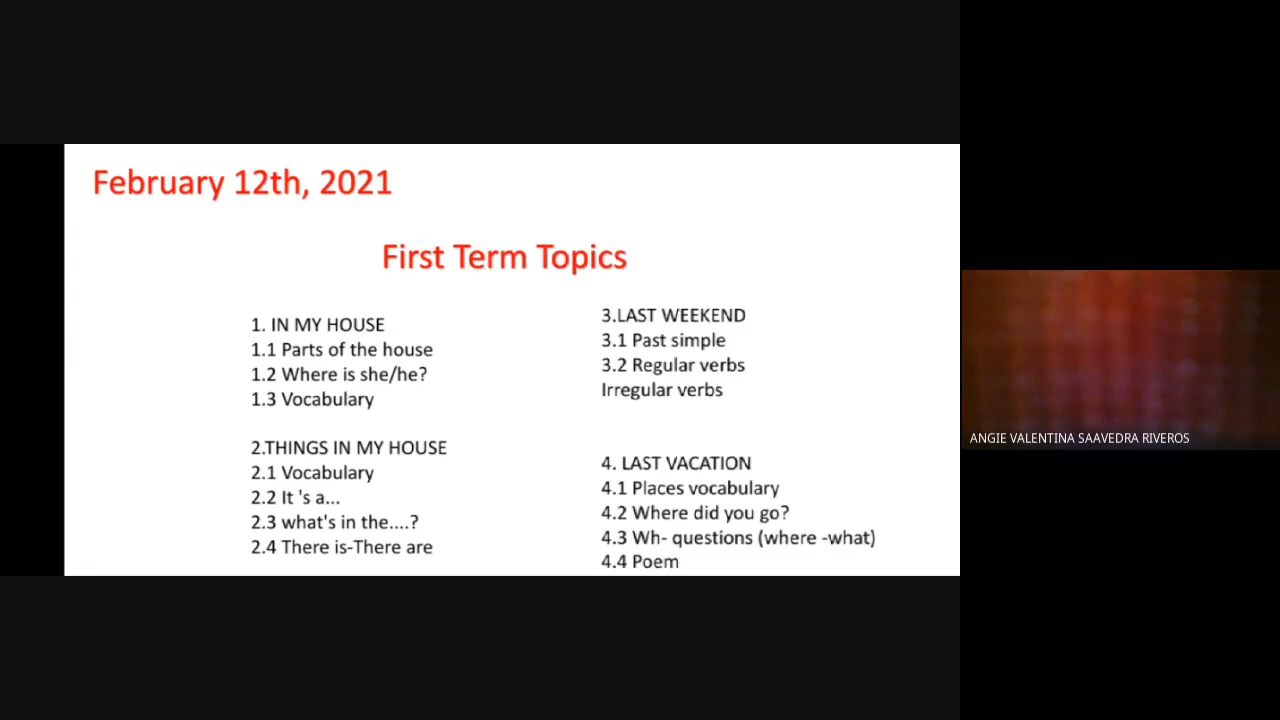 February 12th, 2021
First Term Topics
1. IN MY HOUSE
1.1 Parts of the house
1.2 Where is she/he?
1.3 Vocabulary
2.THINGS IN MY HOUSE
2.1 Vocabulary
2.2 It 's a...
2.3 what's in the....?
2.4 There is-There are
3.LAST WEEKEND
3.1 Past simple
3.2 Regular verbs
Irregular verbs
4. LAST VACATION
4.1 Places vocabulary
4.2 Where did you go?
4.3 Wh- questions (where -what)
4.4 Poem
ANGIE VALENTINA SAAVEDRA RIVEROS